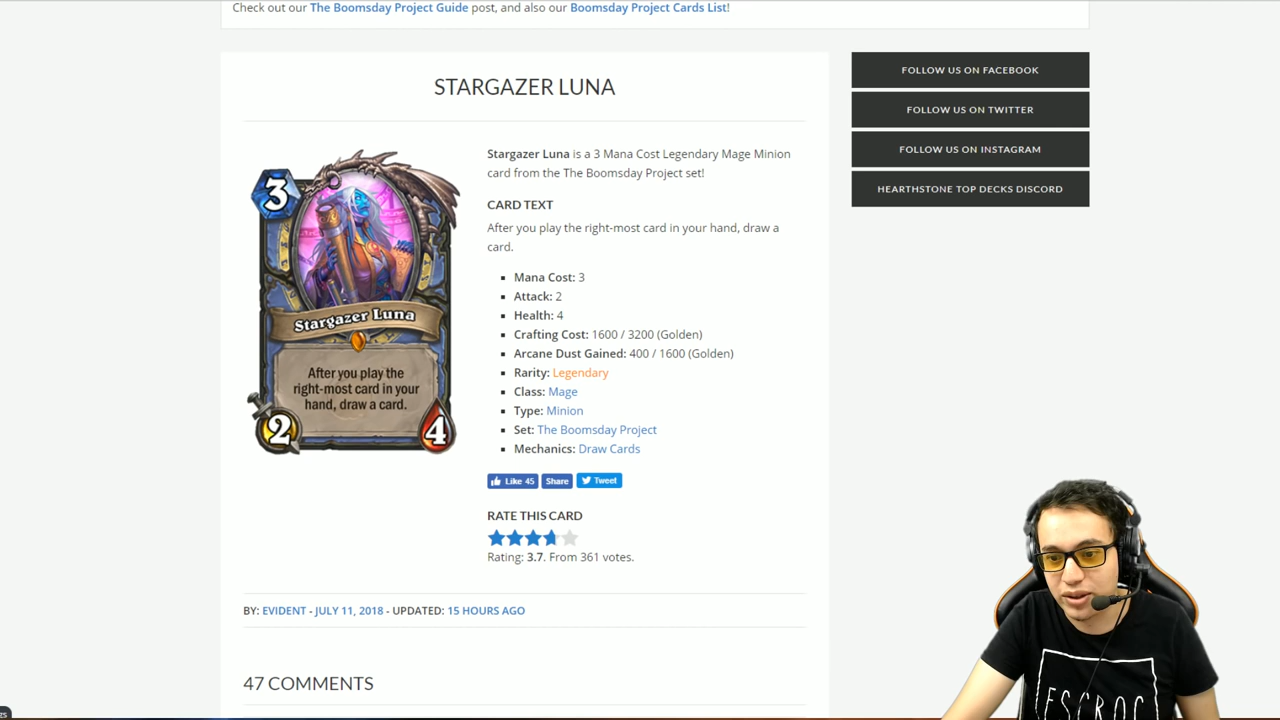 Check out our The Boomsday Project Guide post, and also our Boomsday Project Cards List!
STARGAZER LUNA
3
Stargazer Luna
After you play the
right-most card in your
hand, draw a card.
2
4
Stargazer Luna is a 3 Mana Cost Legendary Mage Minion
card from the The Boomsday Project set!
CARD TEXT
After you play the right-most card in your hand, draw a
card.
Mana Cost: 3
Attack: 2
Health: 4
Crafting Cost: 1600 / 3200 (Golden)
Arcane Dust Gained: 400 / 1600 (Golden)
Rarity: Legendary
Class: Mage
Type: Minion
Set: The Boomsday Project
Mechanics: Draw Cards
Like 45 Share Tweet
RATE THIS CARD
Rating: 3.7. From 361 votes.
BY: EVIDENT - JULY 11, 2018 - UPDATED: 15 HOURS AGO
47 COMMENTS
FOLLOW US ON FACEBOOK
FOLLOW US ON TWITTER
FOLLOW US ON INSTAGRAM
HEARTHSTONE TOP DECKS DISCORD
ESCROC